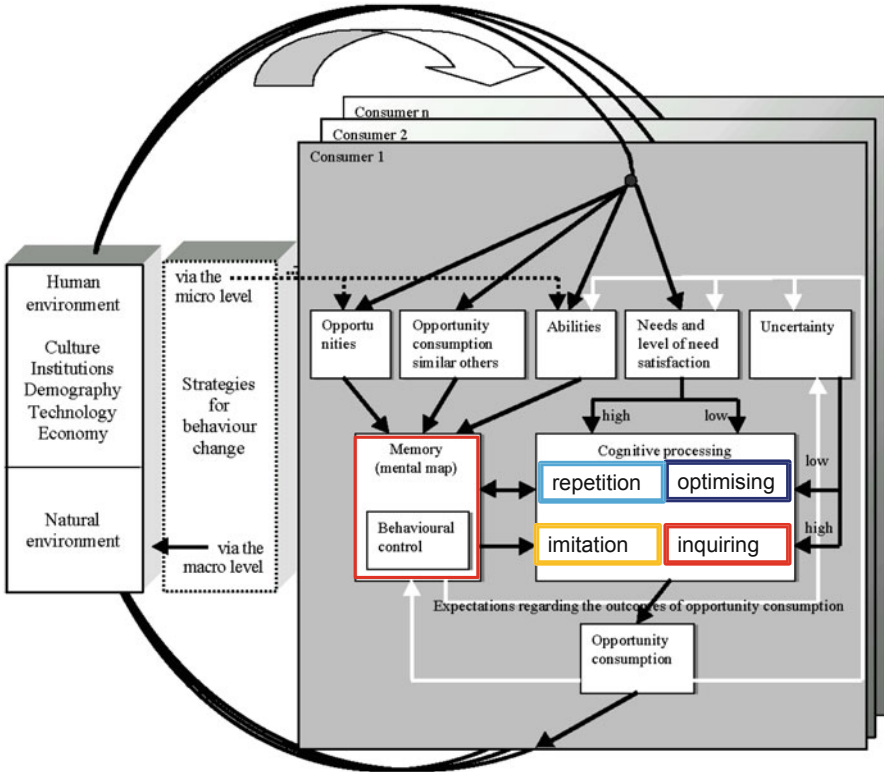 Consumer n
Consumer 2
Consumer 1
Human
environment
Culture
Institutions
Demography
Technology
Economy
Natural
environment
via the
micro level
Strategies
for
behaviour
change
via the
macro level
Opportu
nities
Opportunity
consumption
similar others
Abilities
Needs and
level of need
satisfaction
Uncertainty
high
low
Memory
(mental map)
Behavioural
control
Cognitive processing
repetition
optimising
imitation
inquiring
low
high
Expectations regarding the outcomes of opportunity consumption
Opportunity
consumption